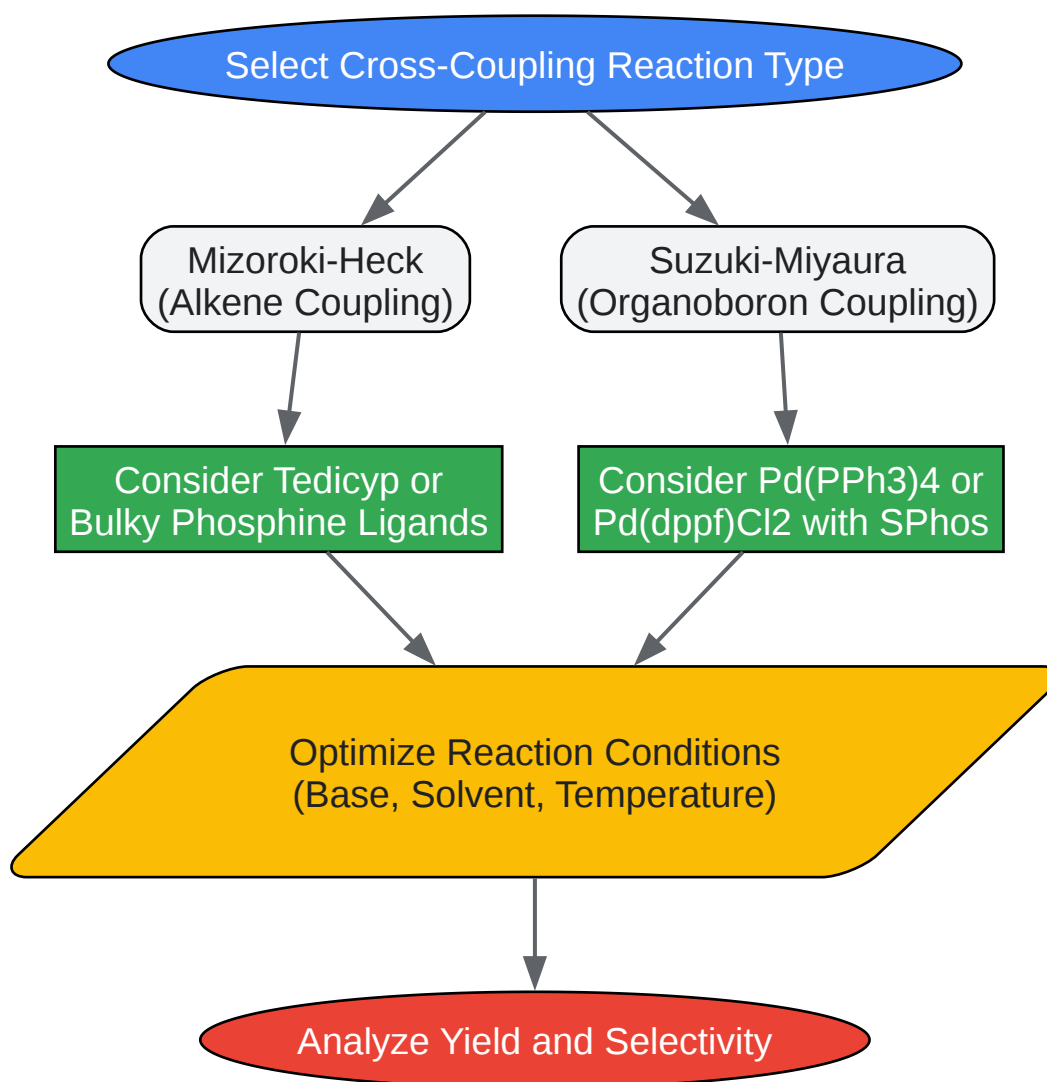 Select Cross-Coupling Reaction Type
Mizoroki-Heck
(Alkene Coupling)
Suzuki-Miyaura
(Organoboron Coupling)
Consider Tedicyp or
Bulky Phosphine Ligands
Consider Pd(PPh3)4 or
Pd(dppf)Cl2 with SPhos
Optimize Reaction Conditions
(Base, Solvent, Temperature)
Analyze Yield and Selectivity